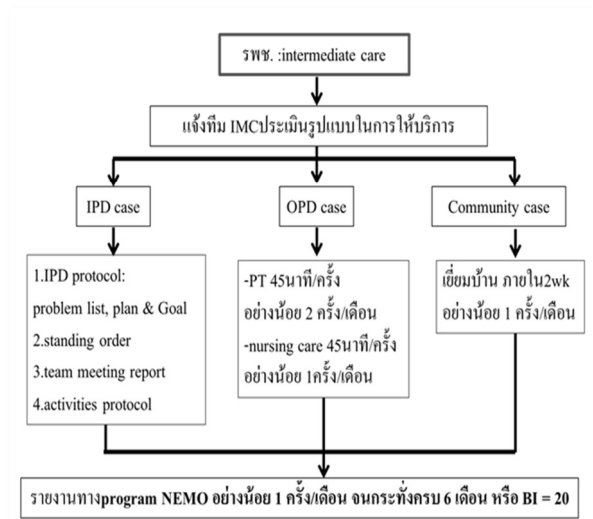 รพช. :intermediate care
แจ้งทีม IMCประเมินรูปแบบในการให้บริการ
IPD case
OPD case
Community case
1.IPD protocol:
problem list, plan & Goal
2.standing order
3.team meeting report
4.activities protocol
-PT 45นาที/ครั้ง
อย่างน้อย 2 ครั้ง/เดือน
-nursing care 45นาที/ครั้ง
อย่างน้อย 1ครั้ง/เดือน
เยี่ยมบ้าน ภายใน2wk
อย่างน้อย 1 ครั้ง/เดือน
รายงานทางprogram NEMO อย่างน้อย 1 ครั้ง/เดือน จนกระทั่งครบ 6 เดือน หรือ BI = 20